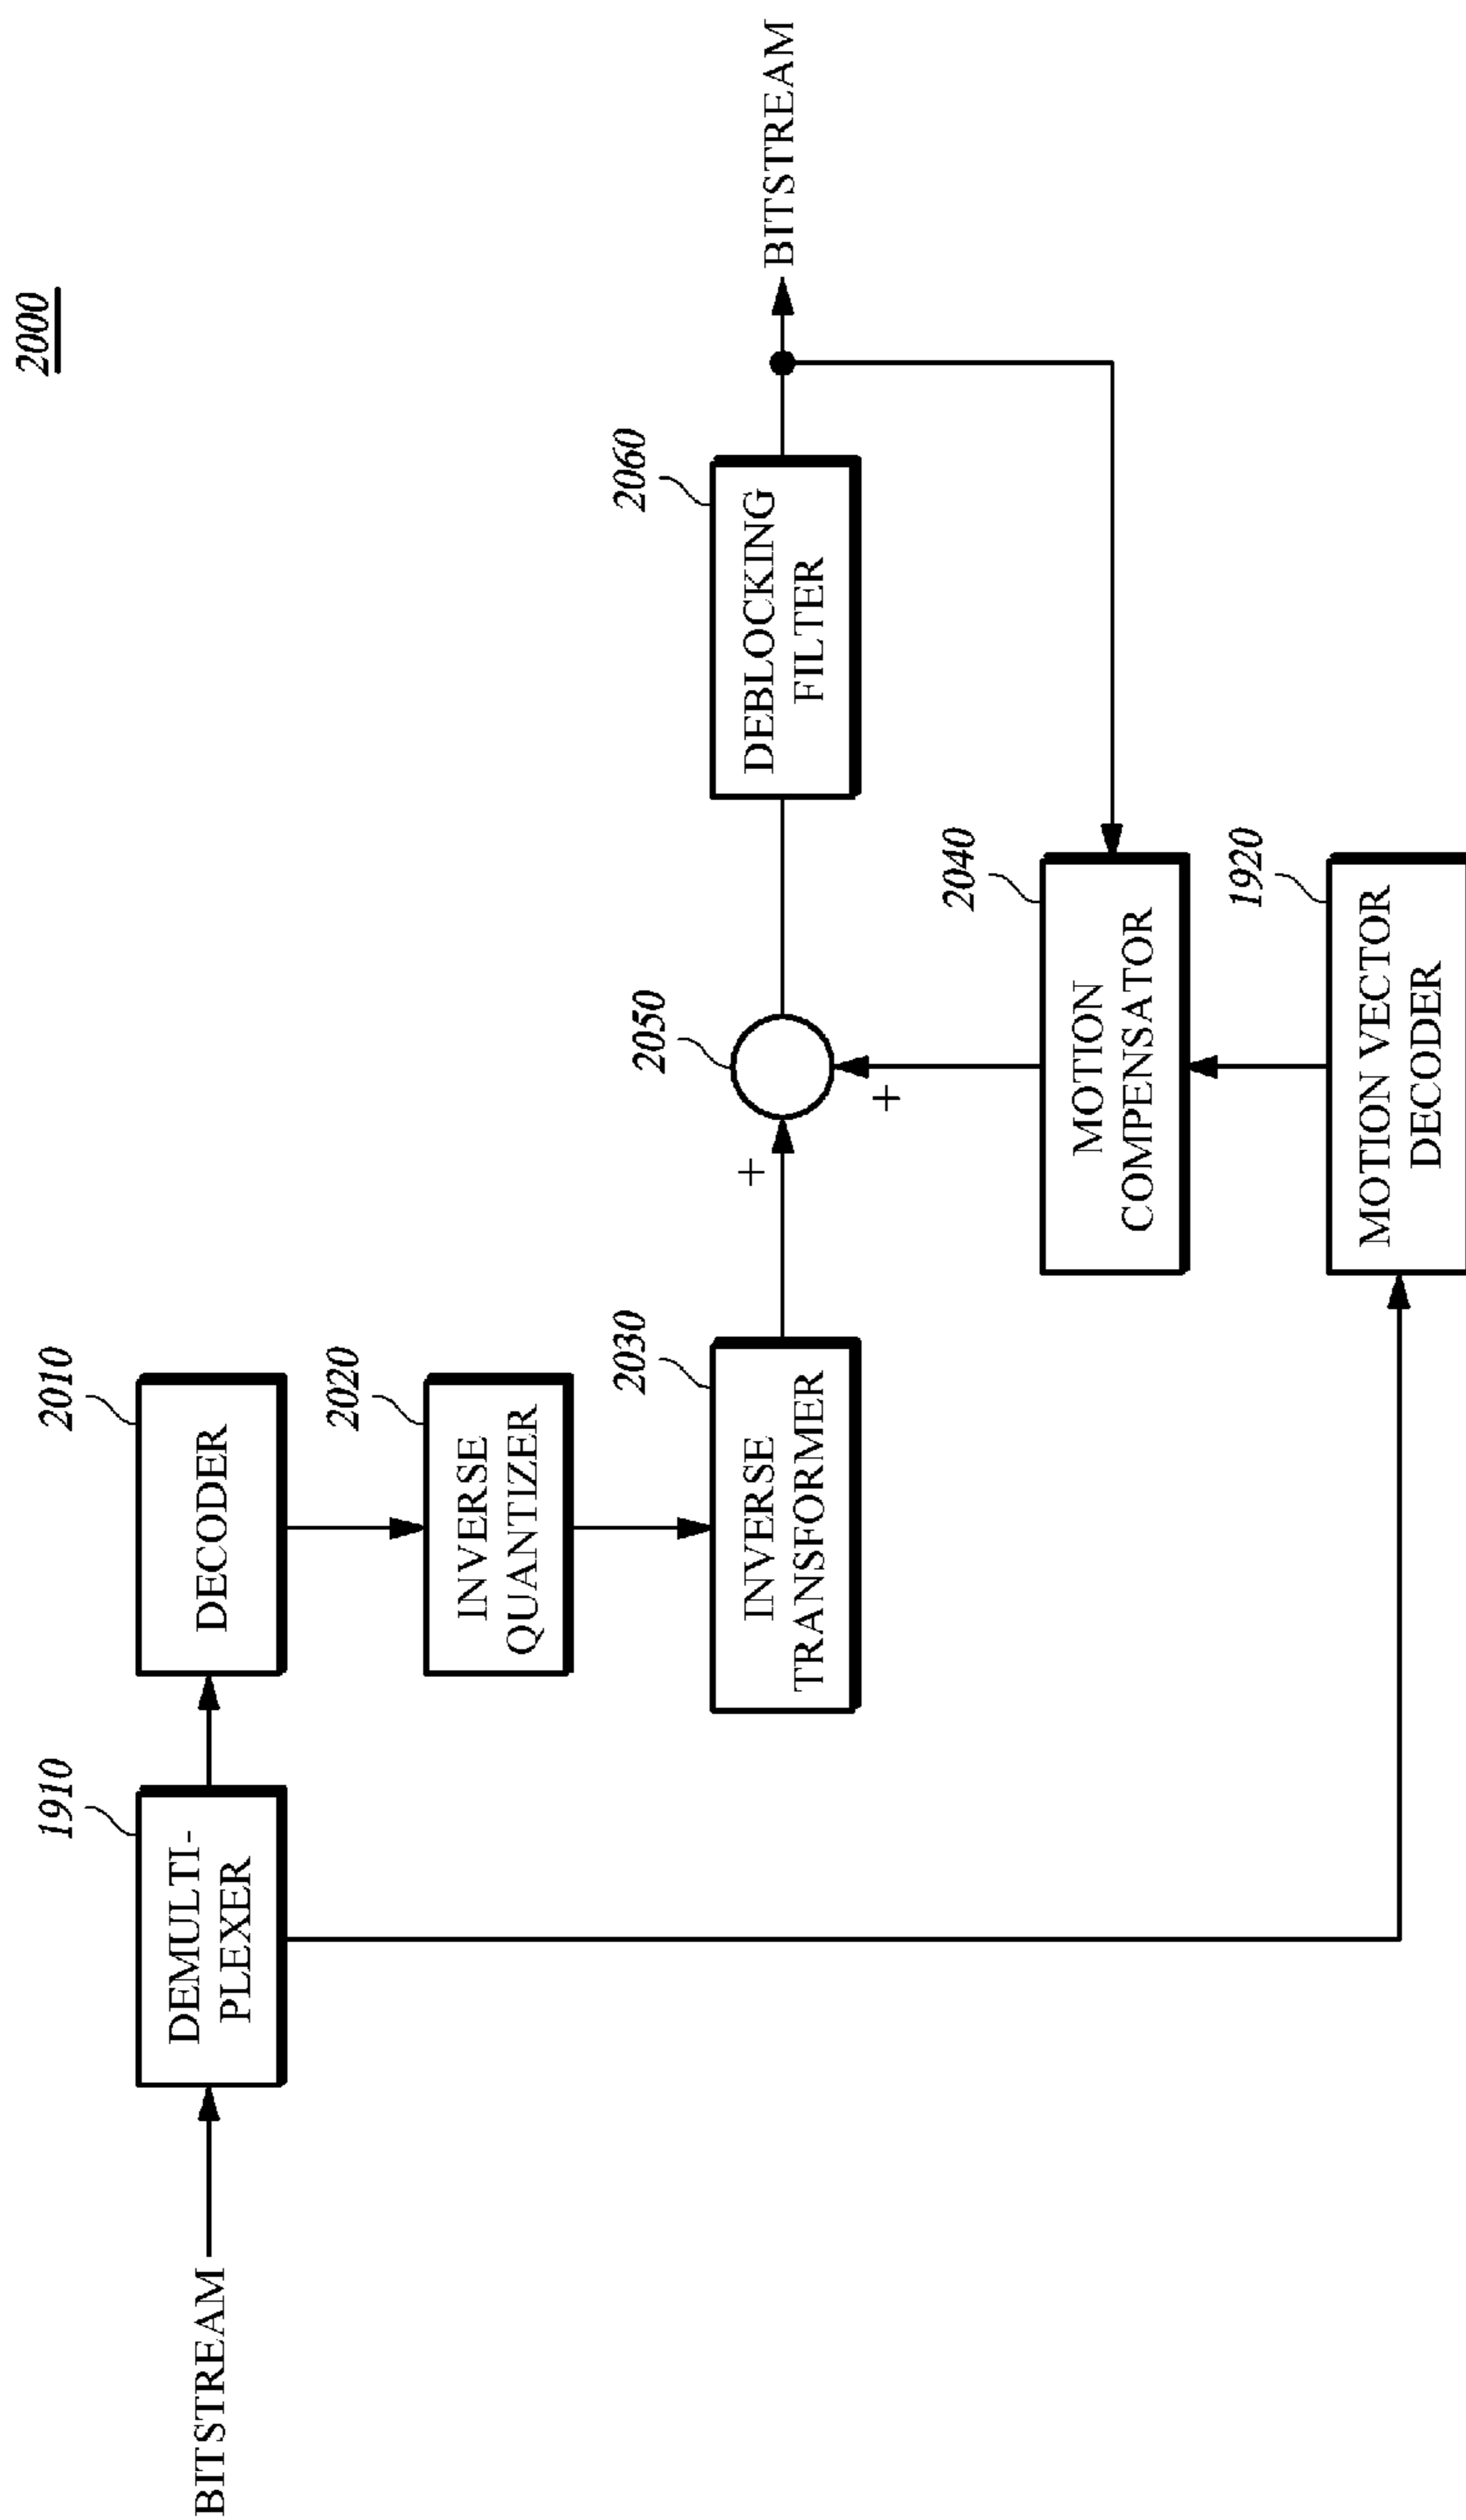 2000
BITSTREAM
1910
DEMULTI-
PLEXER
2010
DECODER
2020
INVERSE
QUANTIZER
2030
INVERSE
TRANSFORMER
+
+
2050
2060
DEBLOCKING
FILTER
BITSTREAM
2040
MOTION
COMPENSATOR
1920
MOTION VECTOR
DECODER